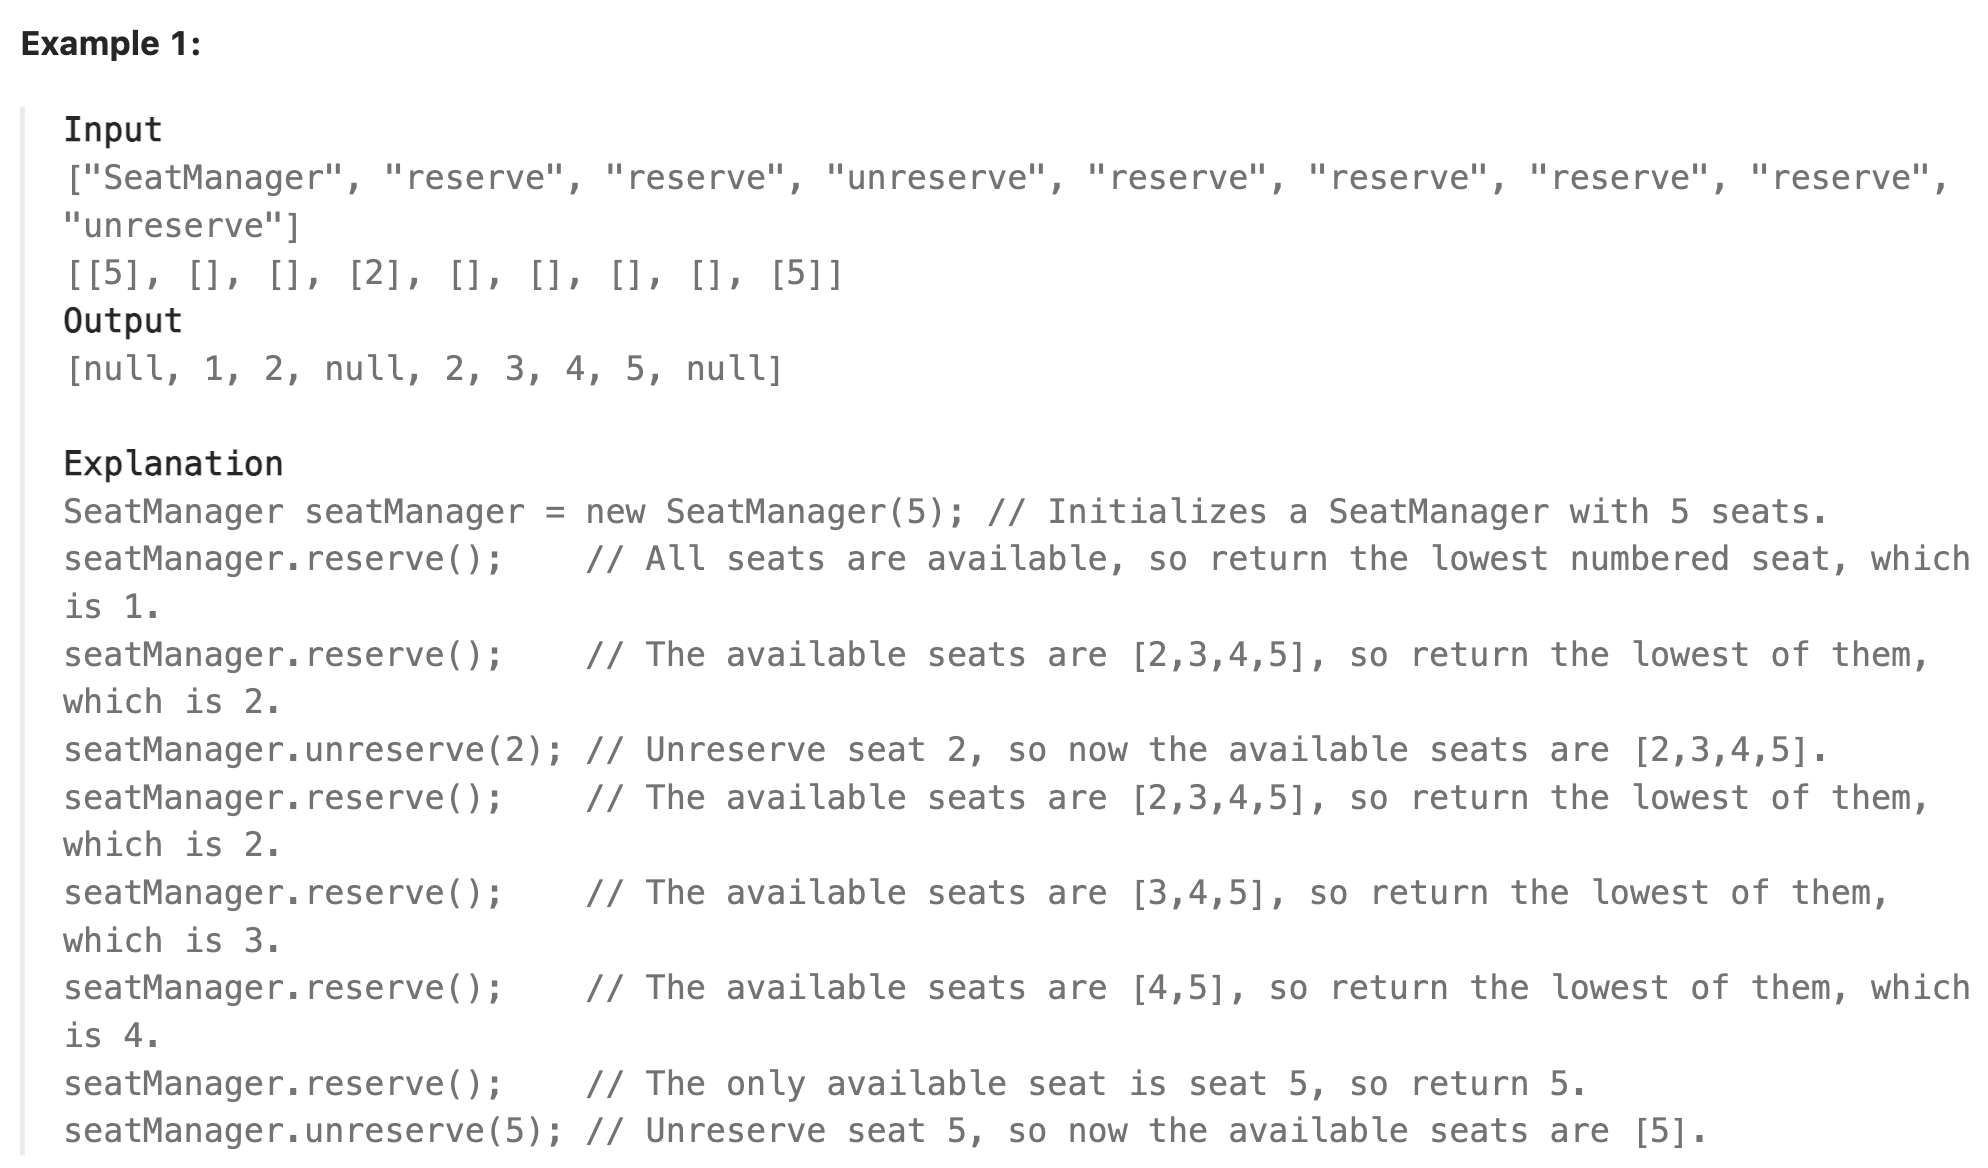 Example 1:
Input
["SeatManager", "reserve", "reserve", "unreserve", "reserve", "reserve", "reserve", "reserve",
"unreserve"]
[[5], [], [], [2], [], [], [], [], [5]]
Output
[null, 1, 2, null, 2, 3, 4, 5, null]
Explanation
SeatManager seatManager = new SeatManager(5); // Initializes a SeatManager with 5 seats.
seatManager.reserve();    // All seats are available, so return the lowest numbered seat, which
is 1.
seatManager.reserve();    // The available seats are [2,3,4,5], so return the lowest of them,
which is 2.
seatManager.unreserve(2); // Unreserve seat 2, so now the available seats are [2,3,4,5].
seatManager.reserve();    // The available seats are [2,3,4,5], so return the lowest of them,
which is 2.
seatManager.reserve();    // The available seats are [3,4,5], so return the lowest of them,
which is 3.
seatManager.reserve();    // The available seats are [4,5], so return the lowest of them, which
is 4.
seatManager.reserve();    // The only available seat is seat 5, so return 5.
seatManager.unreserve(5); // Unreserve seat 5, so now the available seats are [5].